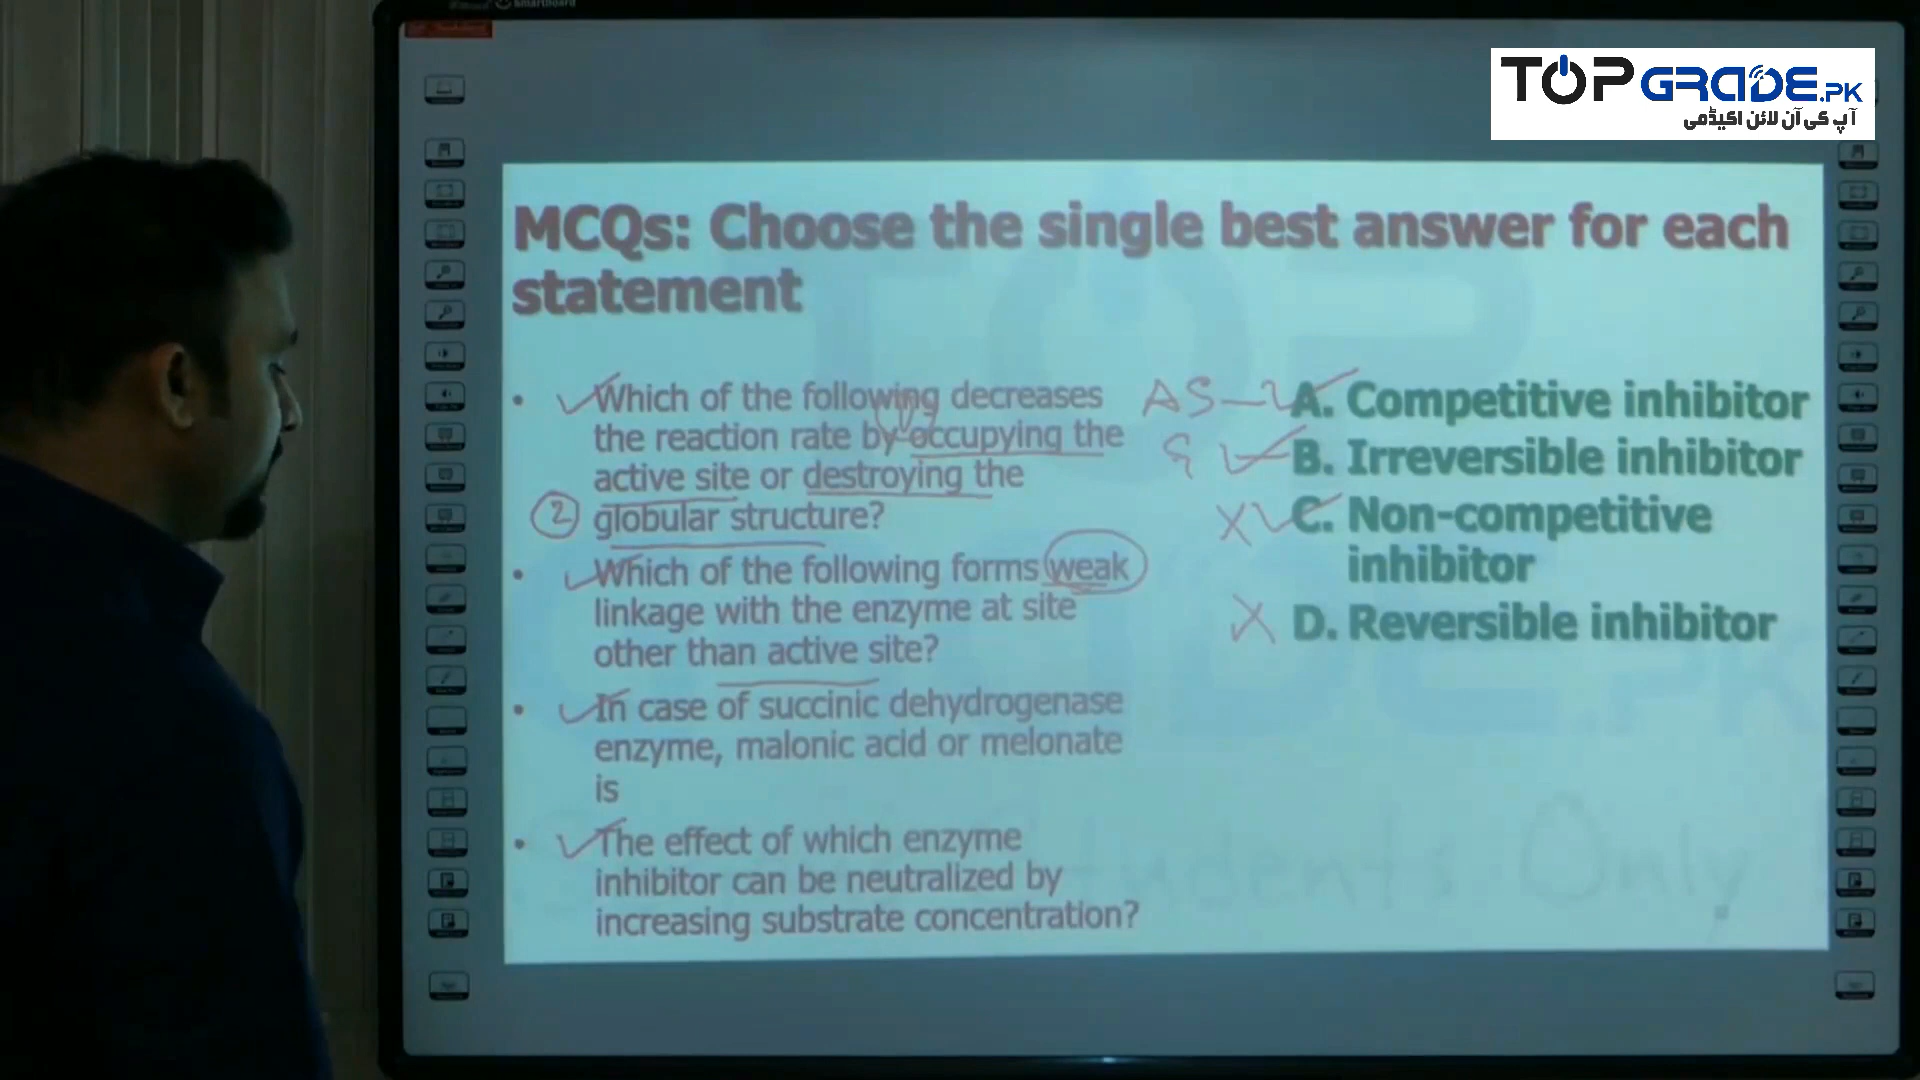 smartboard
TOPGRADE.PK
آپ کی آن لائن اکیڈمی
MCQs: Choose the single best answer for each
statement
• Which of the following decreases
the reaction rate by occupying the
active site or destroying the
2 globular structure?
• Which of the following forms weak
linkage with the enzyme at site
other than active site?
• In case of succinic dehydrogenase
enzyme, malonic acid or melonate
is
• The effect of which enzyme
inhibitor can be neutralized by
increasing substrate concentration?
AS
A. Competitive inhibitor
B. Irreversible inhibitor
C. Non-competitive
inhibitor
D. Reversible inhibitor
Students Only